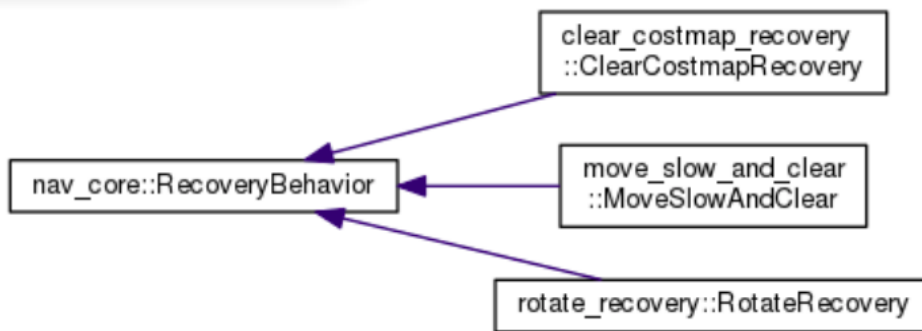 clear_costmap_recovery
::ClearCostmapRecovery
nav_core::RecoveryBehavior
move_slow_and_clear
::MoveSlowAndClear
rotate_recovery::RotateRecovery